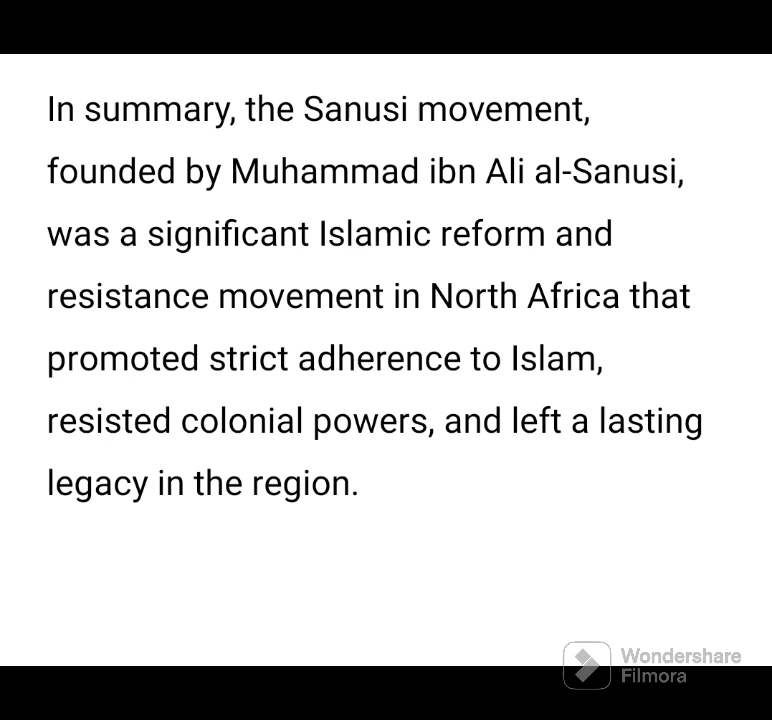 In summary, the Sanusi movement,
founded by Muhammad ibn Ali al-Sanusi,
was a significant Islamic reform and
resistance movement in North Africa that
promoted strict adherence to Islam,
resisted colonial powers, and left a lasting
legacy in the region.
Wondershare
Filmora